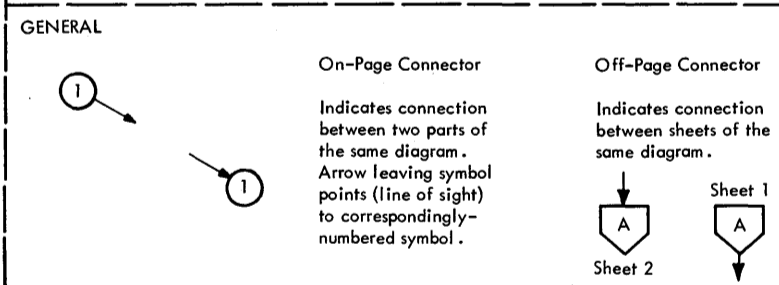 GENERAL
1
1
On-Page Connector
Indicates connection
between two parts of
the same diagram.
Arrow leaving symbol
points (line of sight)
to correspondingly-
numbered symbol.
Off-Page Connector
Indicates connection
between sheets of the
same diagram.
Sheet 1
A
A
Sheet 2